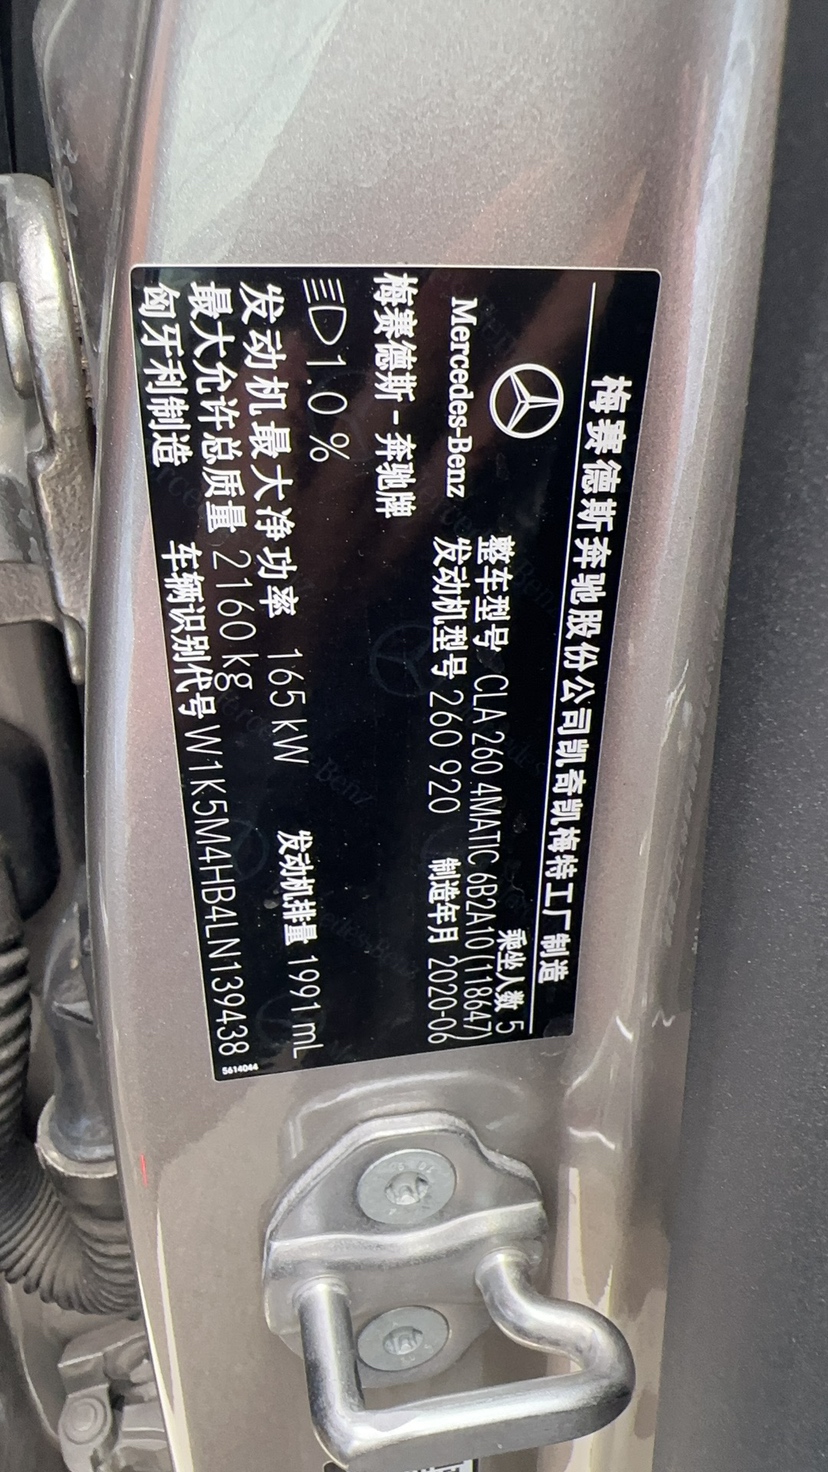 梅赛德斯奔驰股份公司凯奇凯梅特工厂制造
乘坐人数 5
Mercedes-Benz
整车型号 CLA 260 4MATIC 6B2A10 (118647)
发动机型号 260 920 制造年月 2020-06
梅赛德斯-奔驰牌
1.0 %
发动机最大净功率 165 kW 发动机排量 1991 mL
最大允许总质量 2160 kg
匈牙利制造 车辆识别代号 W1K5M4HB4LN139438
5614044